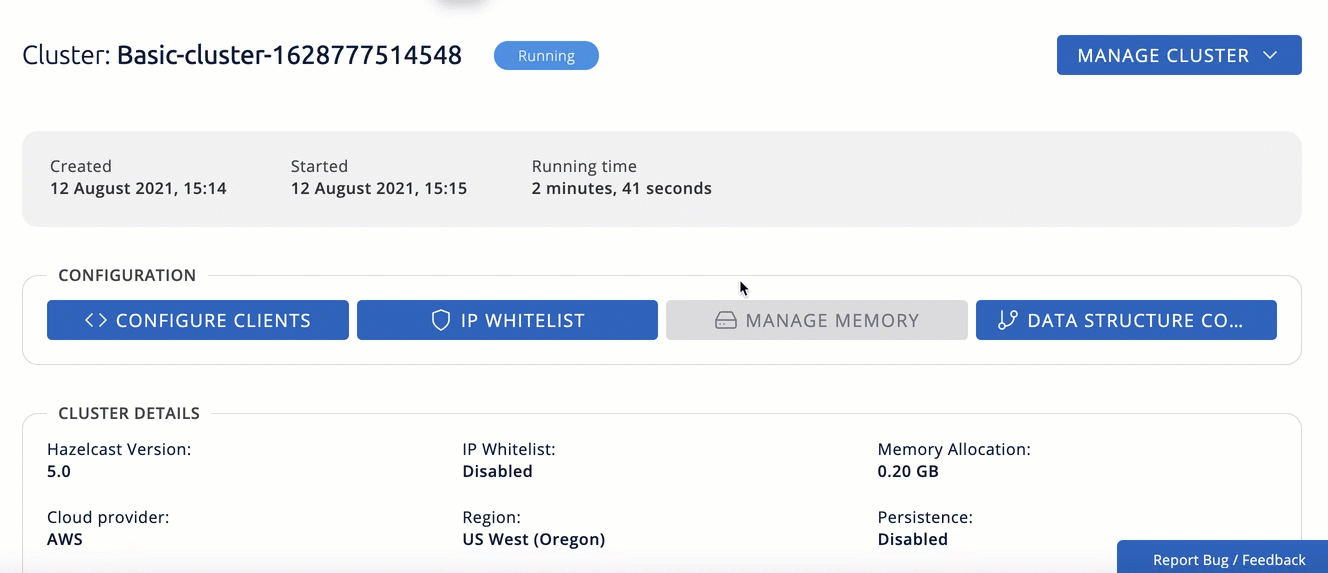 Cluster: Basic-cluster-1628777514548 Running MANAGE CLUSTER
Created Started Running time
12 August 2021, 15:14 12 August 2021, 15:15 2 minutes, 41 seconds
CONFIGURATION
CONFIGURE CLIENTS IP WHITELIST MANAGE MEMORY DATA STRUCTURE CO...
CLUSTER DETAILS
Hazelcast Version: IP Whitelist: Memory Allocation:
5.0 Disabled 0.20 GB
Cloud provider: Region: Persistence:
AWS US West (Oregon) Disabled
Report Bug / Feedback